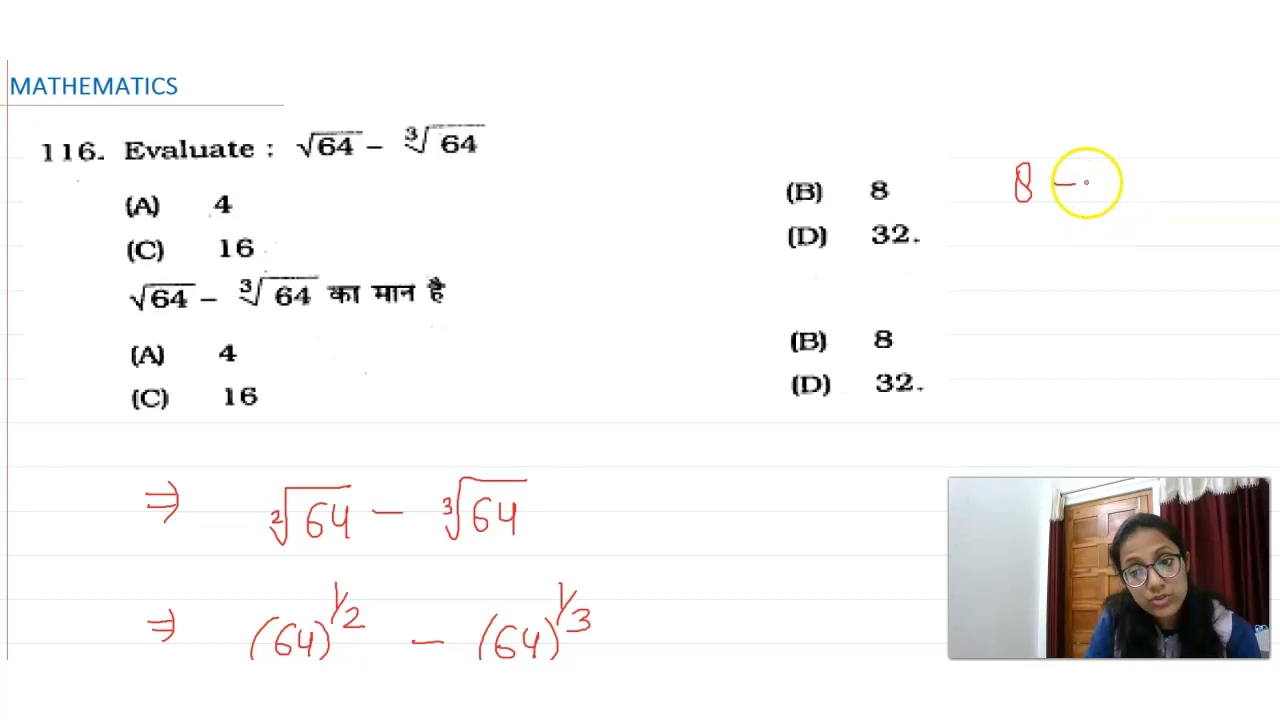 MATHEMATICS
116. Evaluate : √64 – ∛64
(A) 4 (B) 8
(C) 16 (D) 32.
√64 – ∛64 का मान है
(A) 4 (B) 8
(C) 16 (D) 32.
8 –
⇒ ²√64 – ³√64
⇒ (64)^1/2 – (64)^1/3